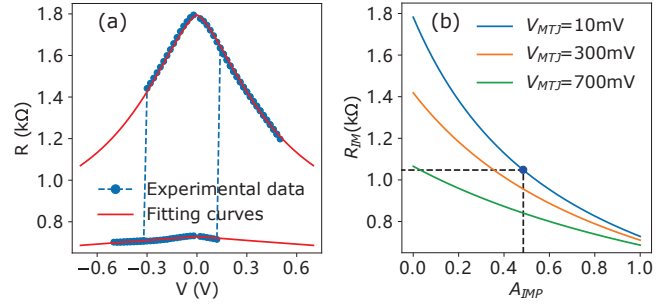 (a)
1.8
1.6
1.4
1.2
1.0
0.8
R (kΩ)
Experimental data
Fitting curves
−0.6 −0.3 0.0 0.3 0.6
V (V)
(b)
V_MTJ=10mV
V_MTJ=300mV
V_MTJ=700mV
1.8
1.6
1.4
1.2
1.0
0.8
R_IM(kΩ)
0.0 0.2 0.4 0.6 0.8 1.0
A_IMP